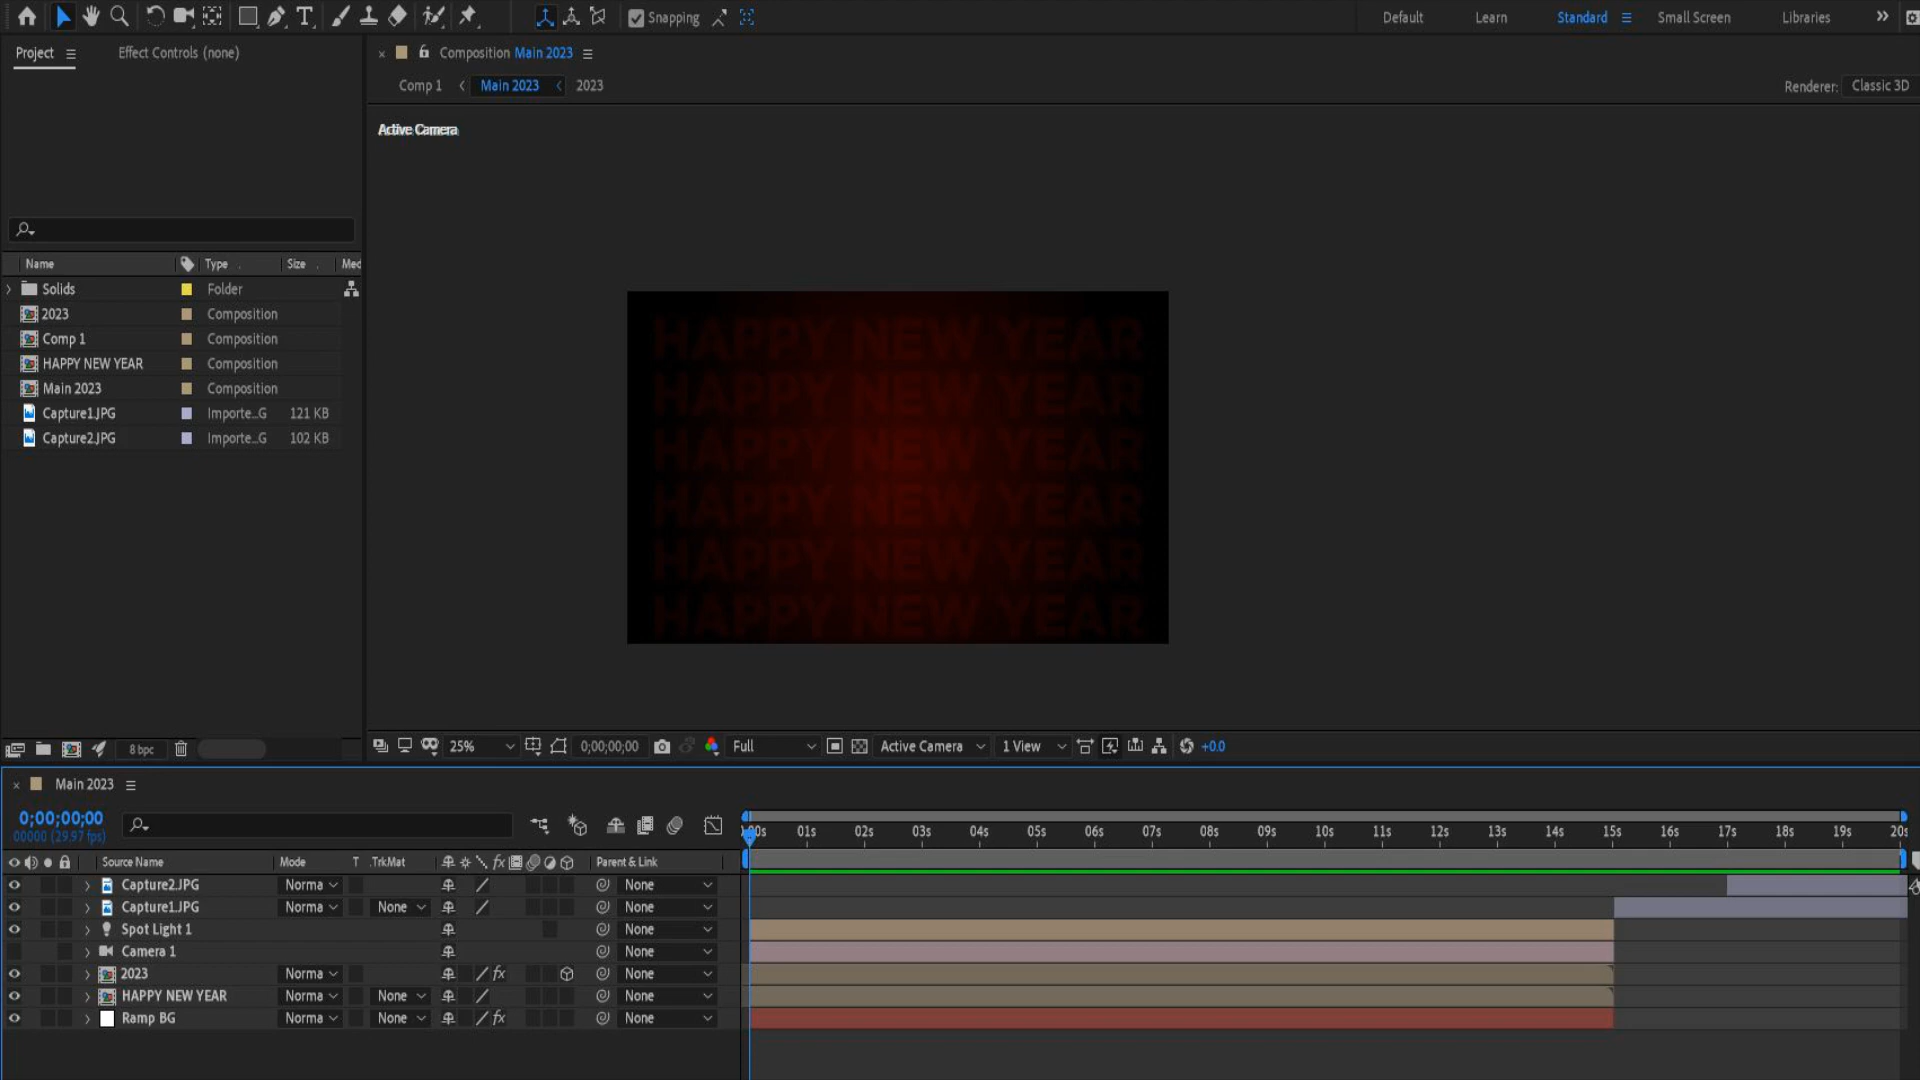 Snapping
Default
Learn
Standard
Small Screen
Libraries
Project
Effect Controls (none)
Composition Main 2023
Comp 1
Main 2023
2023
Renderer:
Classic 3D
Active Camera
Name
Type
Size
Med
Solids
Folder
2023
Composition
Comp 1
Composition
HAPPY NEW YEAR
Composition
Main 2023
Composition
Capture1.JPG
Importe...G
121 KB
Capture2.JPG
Importe...G
102 KB
HAPPY NEW YEAR
HAPPY NEW YEAR
HAPPY NEW YEAR
HAPPY NEW YEAR
HAPPY NEW YEAR
HAPPY NEW YEAR
8 bpc
25%
0;00;00;00
Full
Active Camera
1 View
+0.0
Main 2023
0;00;00;00
00000 (29.97 fps)
00s 01s 02s 03s 04s 05s 06s 07s 08s 09s 10s 11s 12s 13s 14s 15s 16s 17s 18s 19s 20s
Source Name
Mode
T
.TrkMat
fx
Parent & Link
Capture2.JPG
Norma
None
Capture1.JPG
Norma
None
None
Spot Light 1
None
Camera 1
None
2023
Norma
fx
None
HAPPY NEW YEAR
Norma
None
None
Ramp BG
Norma
None
fx
None